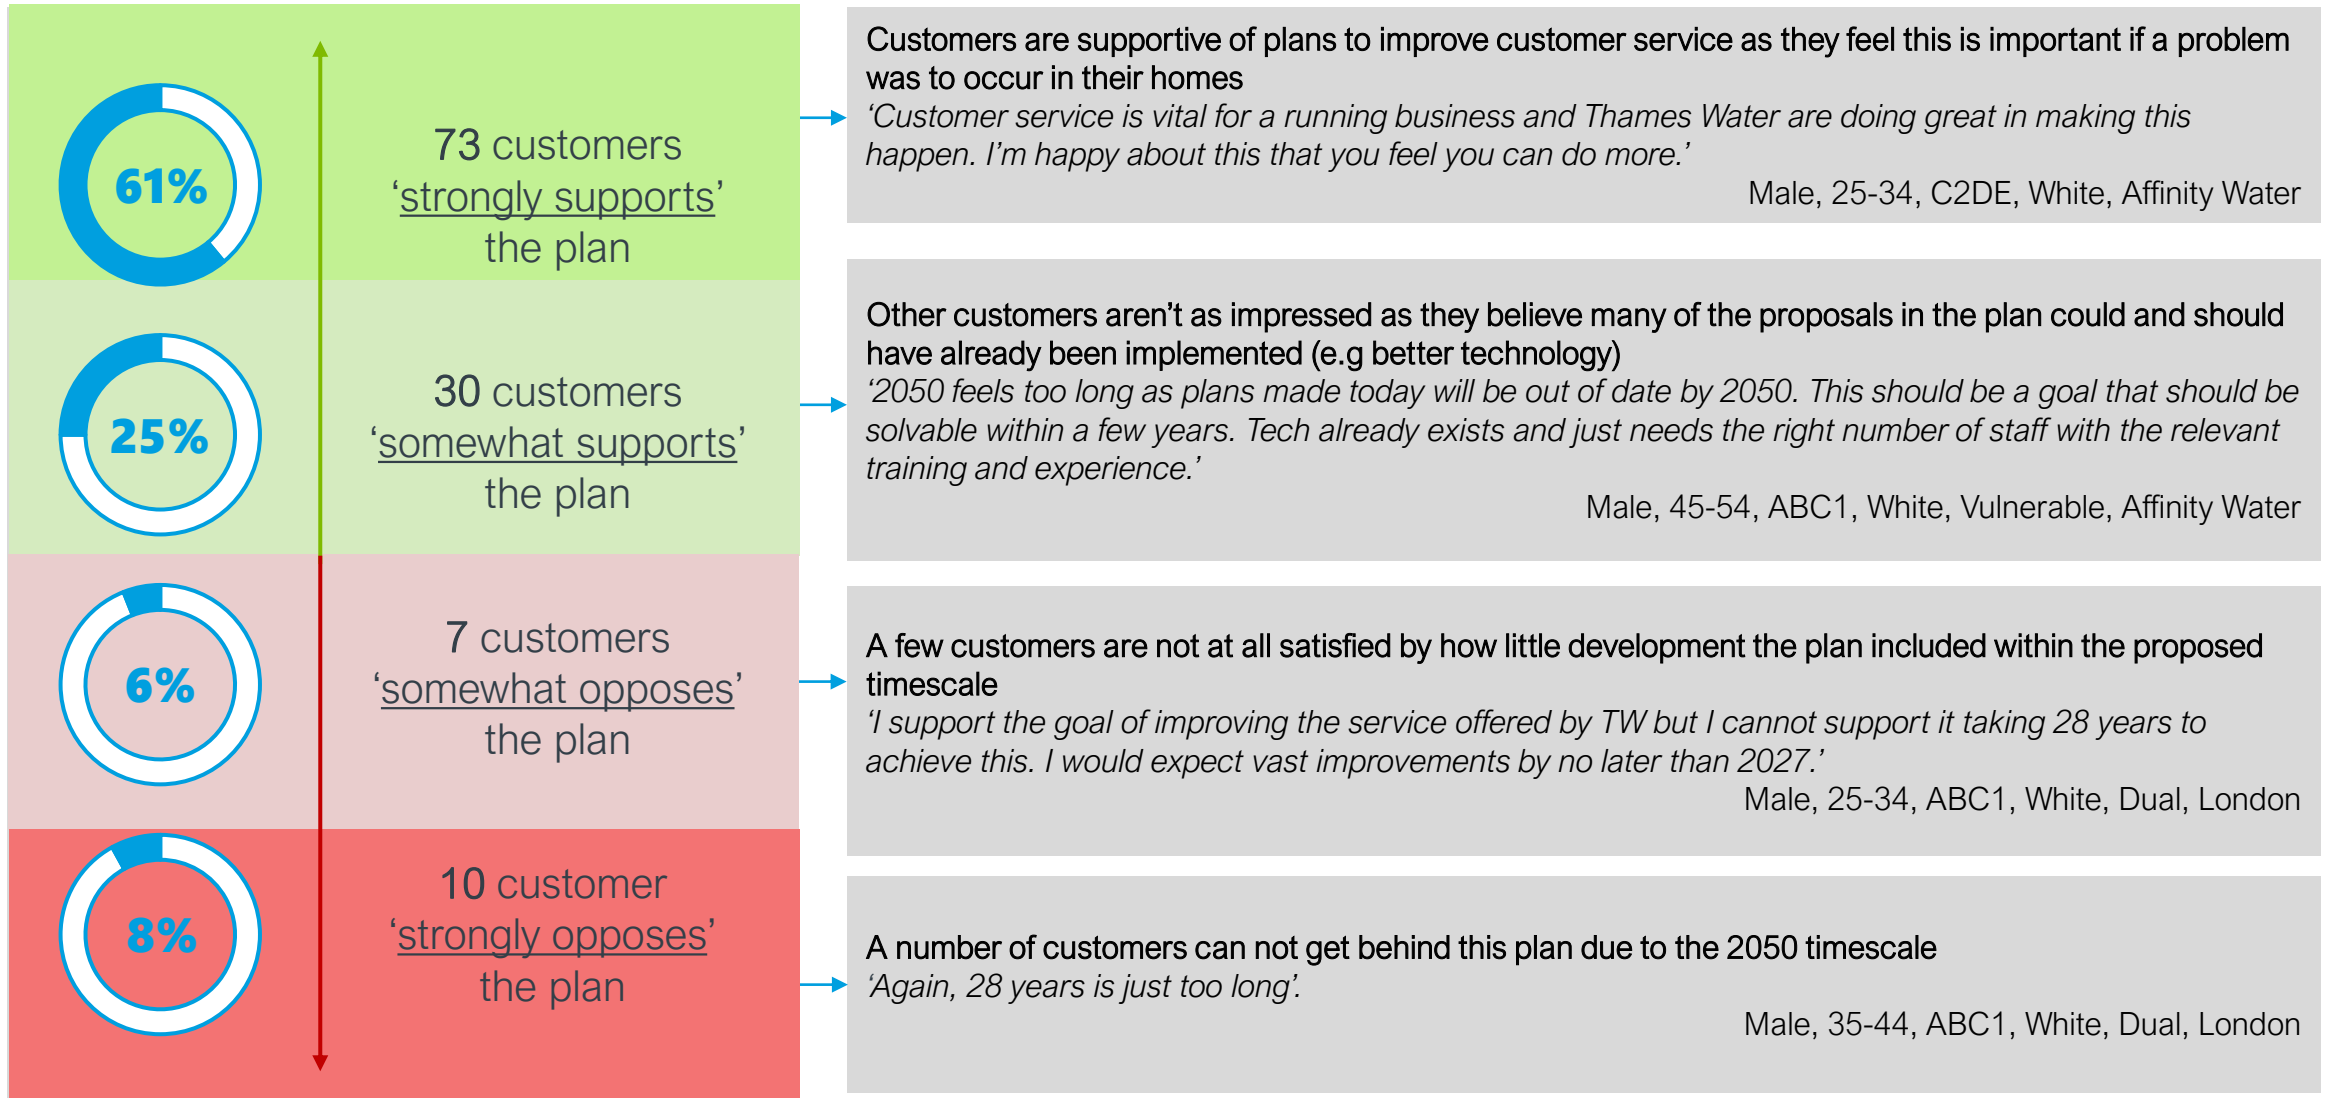 61%
73 customers
‘strongly supports’
the plan
Customers are supportive of plans to improve customer service as they feel this is important if a problem
was to occur in their homes
‘Customer service is vital for a running business and Thames Water are doing great in making this
happen. I’m happy about this that you feel you can do more.’
Male, 25-34, C2DE, White, Affinity Water
25%
30 customers
‘somewhat supports’
the plan
Other customers aren’t as impressed as they believe many of the proposals in the plan could and should
have already been implemented (e.g better technology)
‘2050 feels too long as plans made today will be out of date by 2050. This should be a goal that should be
solvable within a few years. Tech already exists and just needs the right number of staff with the relevant
training and experience.’
Male, 45-54, ABC1, White, Vulnerable, Affinity Water
6%
7 customers
‘somewhat opposes’
the plan
A few customers are not at all satisfied by how little development the plan included within the proposed
timescale
‘I support the goal of improving the service offered by TW but I cannot support it taking 28 years to
achieve this. I would expect vast improvements by no later than 2027.’
Male, 25-34, ABC1, White, Dual, London
8%
10 customer
‘strongly opposes’
the plan
A number of customers can not get behind this plan due to the 2050 timescale
‘Again, 28 years is just too long’.
Male, 35-44, ABC1, White, Dual, London